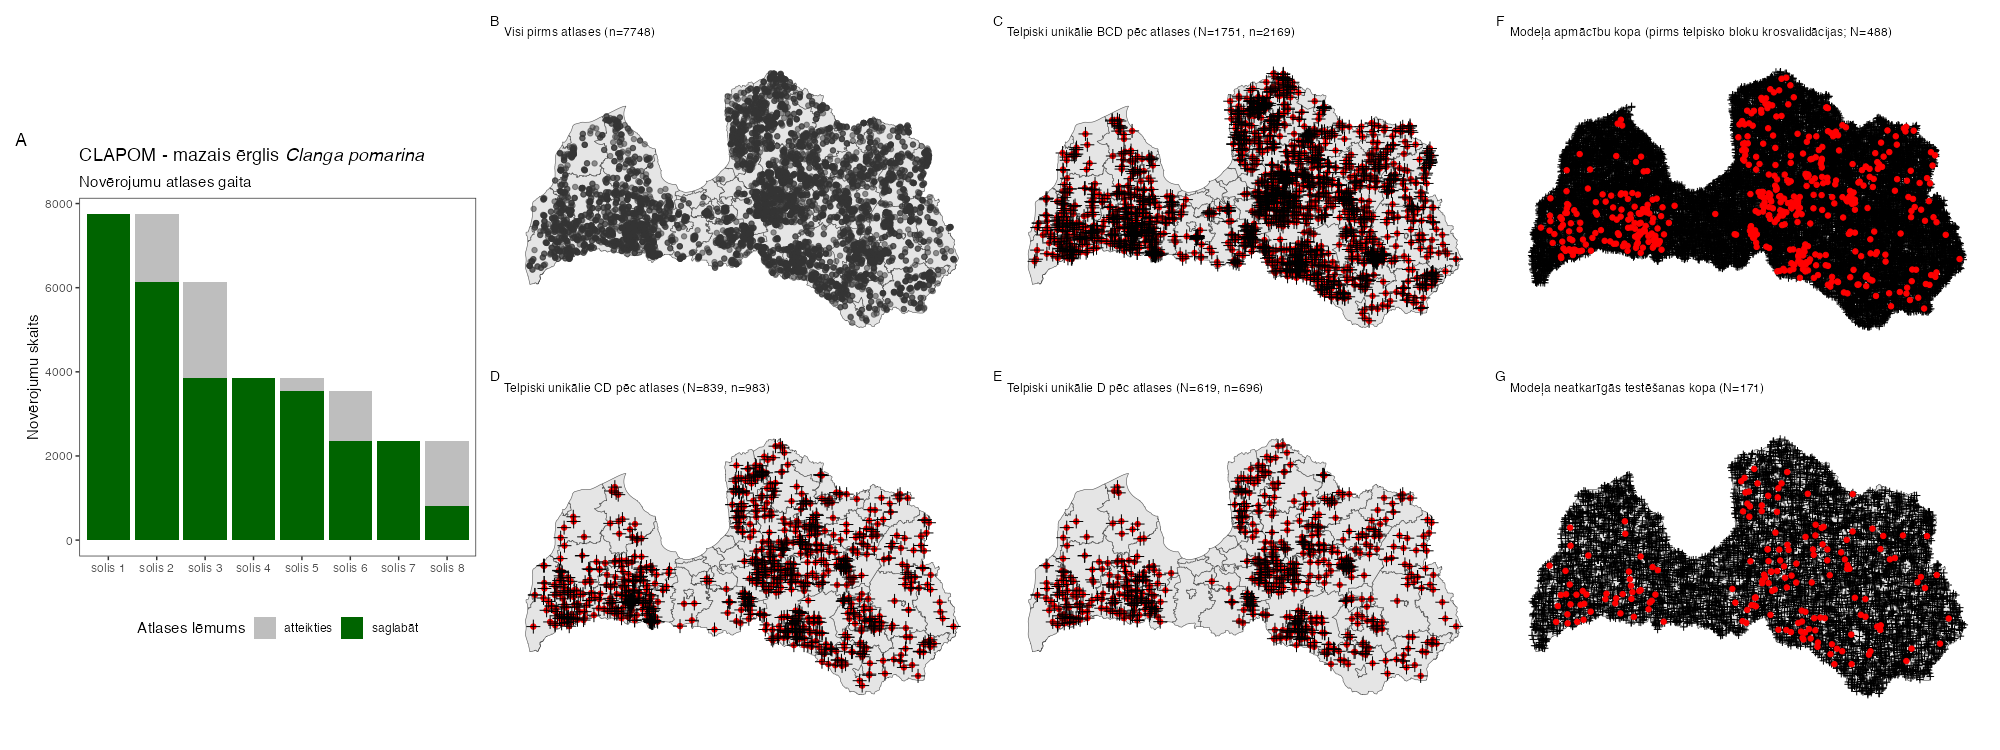 A
CLAPOM - mazais ērglis Clanga pomarina
Novērojumu atlases gaita
Novērojumu skaits
8000
6000
4000
2000
0
solis 1 solis 2 solis 3 solis 4 solis 5 solis 6 solis 7 solis 8
Atlases lēmums atteikties saglabāt
B
Visi pirms atlases (n=7748)
C
Telpiski unikālie BCD pēc atlases (N=1751, n=2169)
F
Modeļa apmācību kopa (pirms telpisko bloku krosvalidācijas; N=488)
D
Telpiski unikālie CD pēc atlases (N=839, n=983)
E
Telpiski unikālie D pēc atlases (N=619, n=696)
G
Modeļa neatkarīgās testēšanas kopa (N=171)